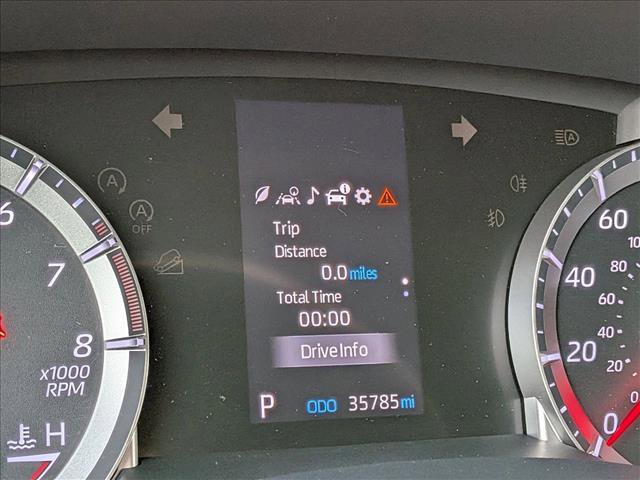 A
A
OFF
A
Trip
Distance
0.0 miles
Total Time
00:00
Drive Info
P ODO 35785 mi
6
7
8
x1000
RPM
H
60
40
20
0
80
60
40
20
0